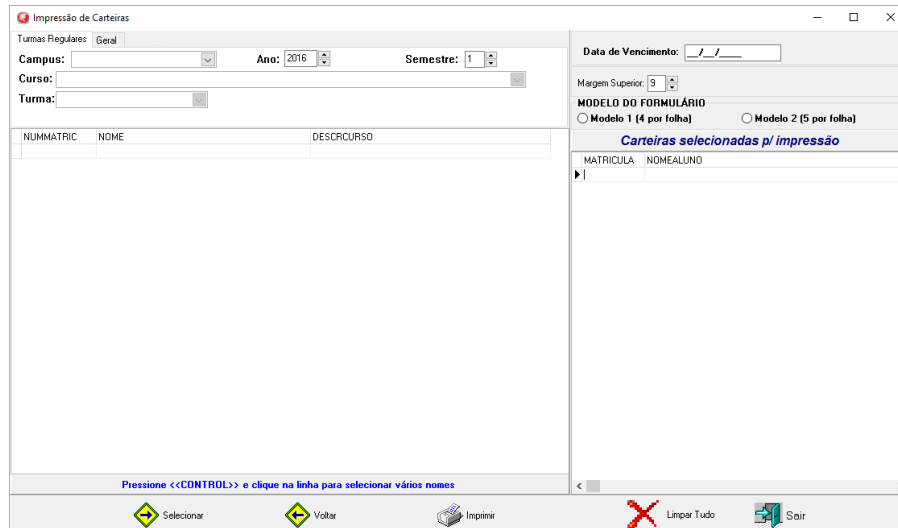 Impressão de Carteiras
Turmas Regulares Geral
Campus: Ano: 2016 Semestre: 1
Curso:
Turma:
NUMMATRIC NOME DESCRCURSO
Pressione <<CONTROL>> e clique na linha para selecionar vários nomes
Data de Vencimento: __/__/____
Margem Superior: 9
MODELO DO FORMULÁRIO
Modelo 1 (4 por folha) Modelo 2 (5 por folha)
Carteiras selecionadas p/ impressão
MATRICULA NOMEALUNO
Selecionar Voltar Imprimir Limpar Tudo Sair